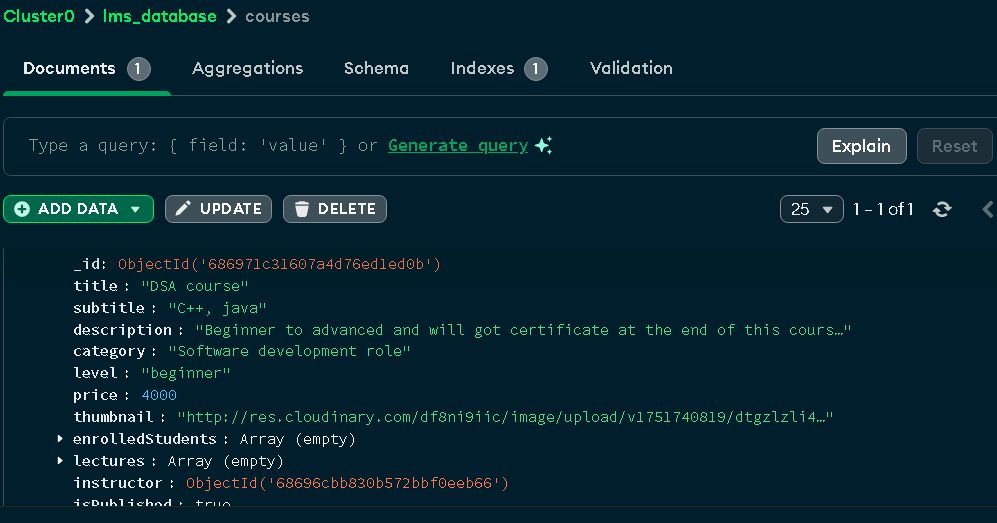 Cluster0 > lms_database > courses
Documents 1 Aggregations Schema Indexes 1 Validation
Type a query: { field: 'value' } or Generate query
Explain Reset
ADD DATA UPDATE DELETE 25 1 – 1 of 1
_id: ObjectId('686971c31607a4d76ed1ed0b')
title : "DSA course"
subtitle : "C++, java"
description : "Beginner to advanced and will got certificate at the end of this cours…"
category : "Software development role"
level : "beginner"
price : 4000
thumbnail : "http://res.cloudinary.com/df8ni9iic/image/upload/v1751740819/dtgzlzli4…"
enrolledStudents : Array (empty)
lectures : Array (empty)
instructor : ObjectId('68696cbb830b572bbf0eeb66')
isPublished : true